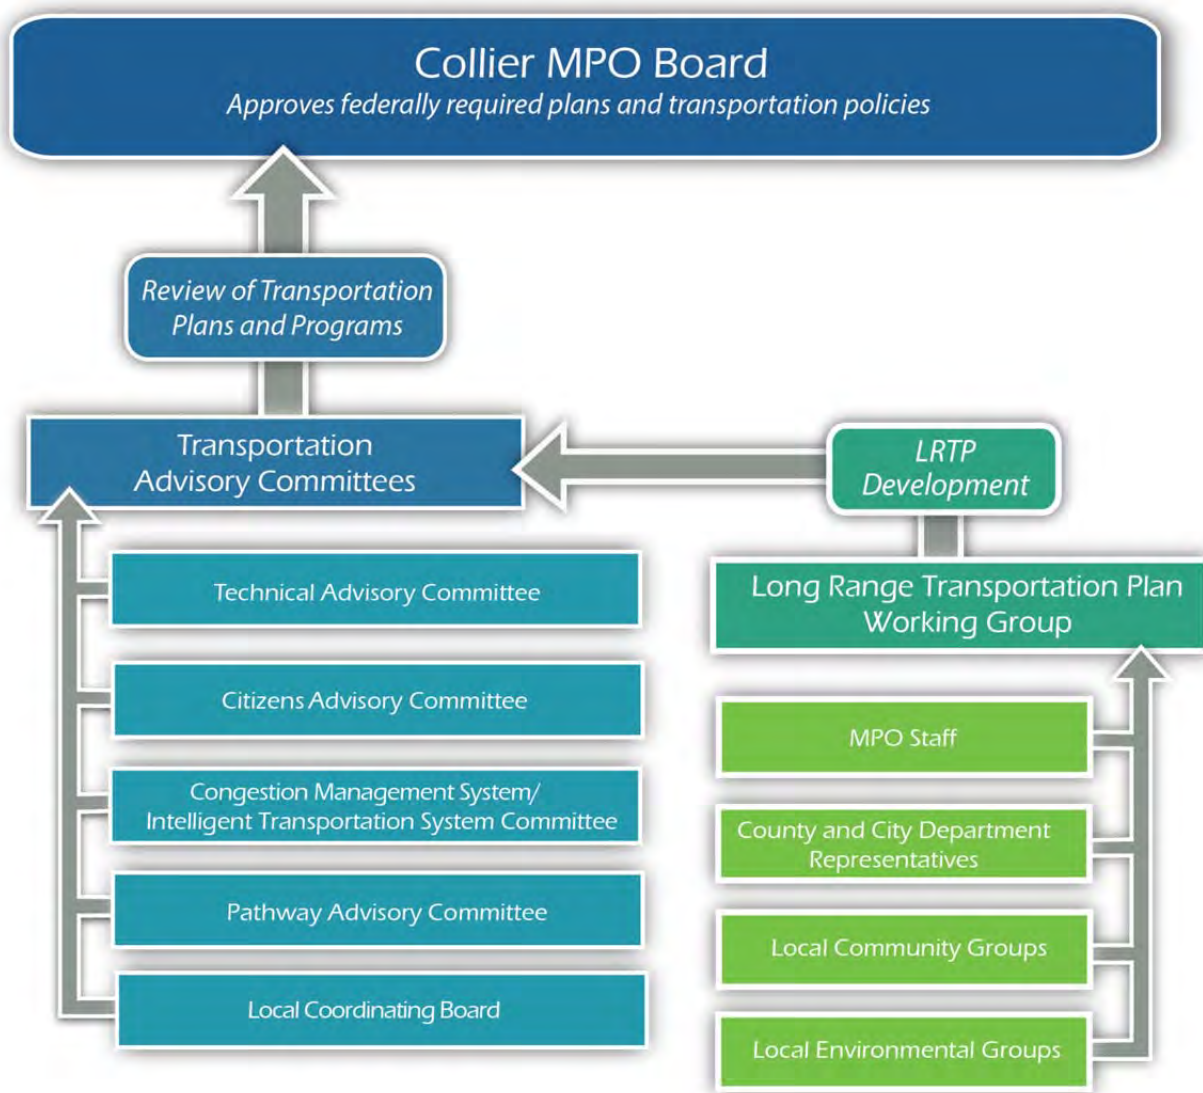 Collier MPO Board
Approves federally required plans and transportation policies
Review of Transportation
Plans and Programs
Transportation
Advisory Committees
LRTP
Development
Technical Advisory Committee
Citizens Advisory Committee
Congestion Management System/
Intelligent Transportation System Committee
Pathway Advisory Committee
Local Coordinating Board
Long Range Transportation Plan
Working Group
MPO Staff
County and City Department
Representatives
Local Community Groups
Local Environmental Groups